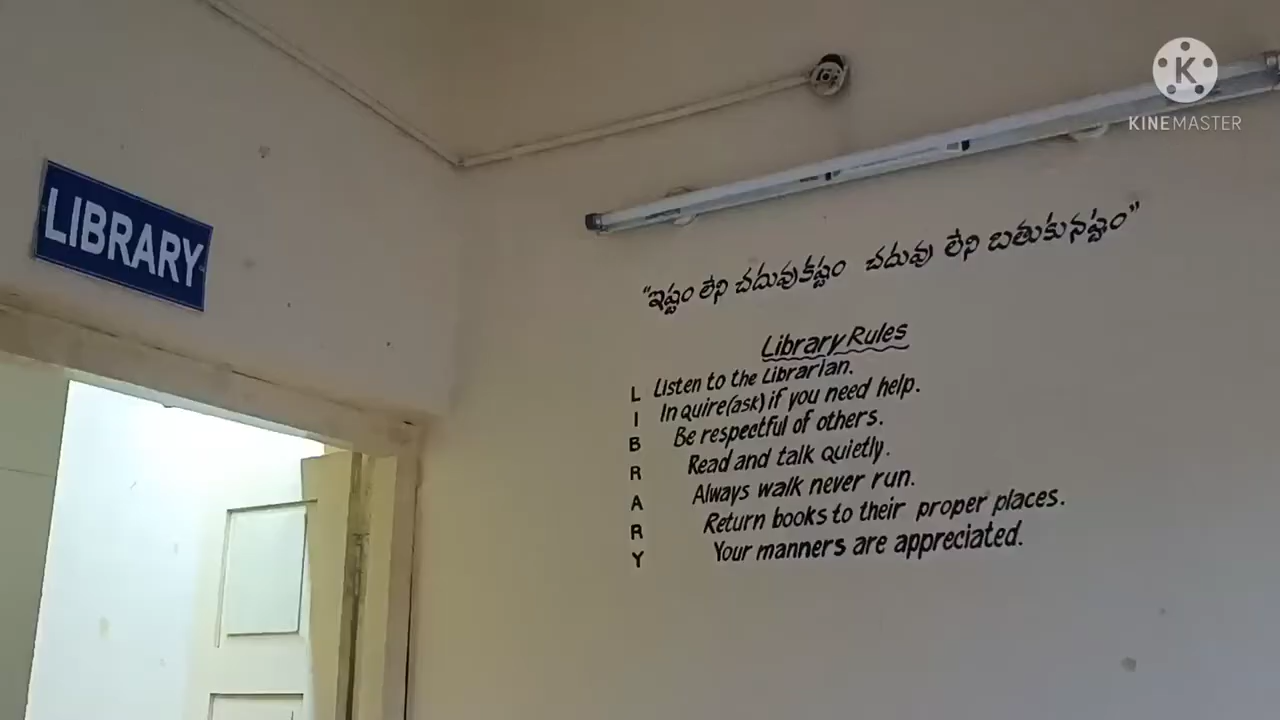 KINEMASTER
LIBRARY
"ఇష్టం లేని చదువుకష్టం చదువు లేని బతుకునష్టం"
Library Rules
L Listen to the Librarian.
I In quire(ask) if you need help.
B Be respectful of others.
R Read and talk quietly.
A Always walk never run.
R Return books to their proper places.
Y Your manners are appreciated.